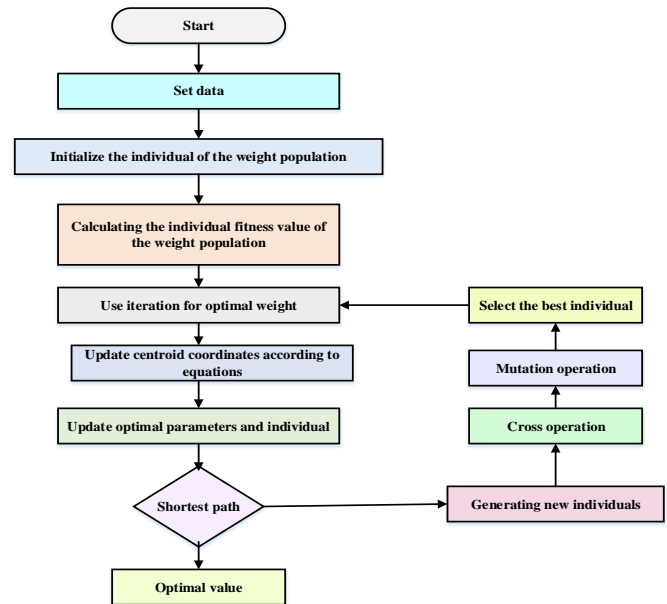 Start
Set data
Initialize the individual of the weight population
Calculating the individual fitness value of
the weight population
Use iteration for optimal weight
Select the best individual
Update centroid coordinates according to
equations
Mutation operation
Update optimal parameters and individual
Cross operation
Shortest path
Generating new individuals
Optimal value